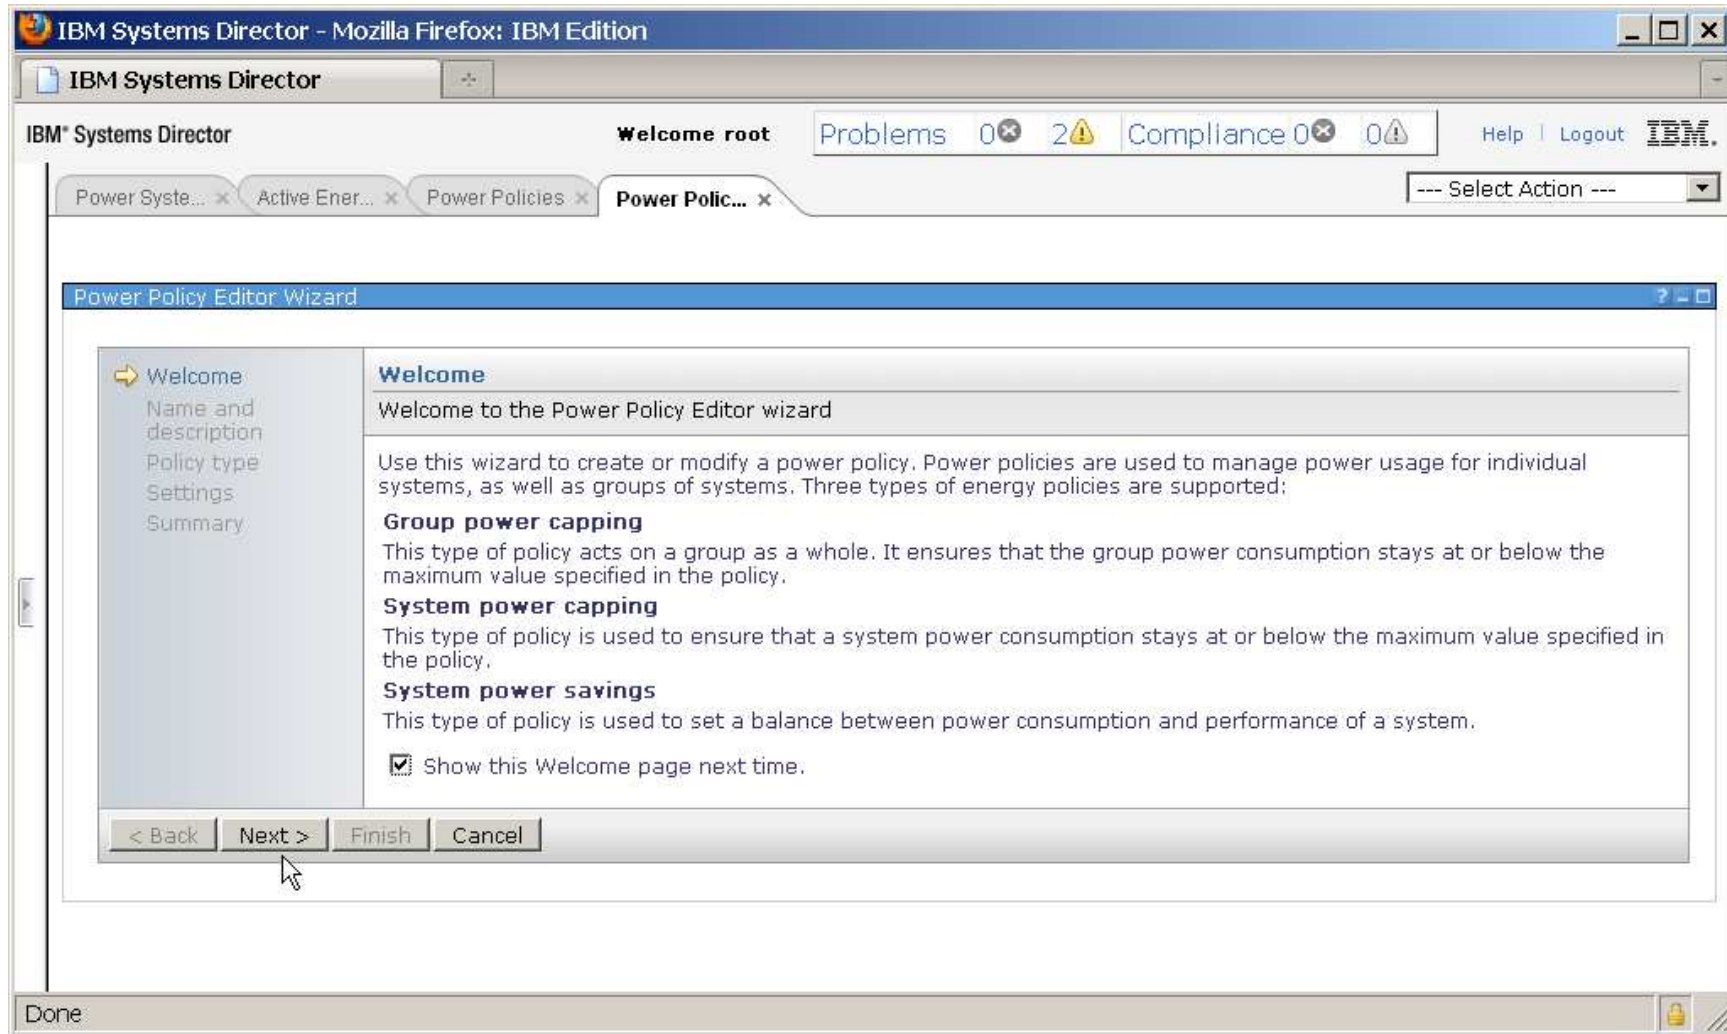 IBM Systems Director - Mozilla Firefox: IBM Edition
IBM Systems Director
IBM® Systems Director
Welcome root
Problems 0 2 Compliance 0 0
Help | Logout IBM.
Power Syste... Active Ener... Power Policies Power Polic...
--- Select Action ---
Power Policy Editor Wizard
Welcome
Name and
description
Policy type
Settings
Summary
Welcome
Welcome to the Power Policy Editor wizard
Use this wizard to create or modify a power policy. Power policies are used to manage power usage for individual
systems, as well as groups of systems. Three types of energy policies are supported:
Group power capping
This type of policy acts on a group as a whole. It ensures that the group power consumption stays at or below the
maximum value specified in the policy.
System power capping
This type of policy is used to ensure that a system power consumption stays at or below the maximum value specified in
the policy.
System power savings
This type of policy is used to set a balance between power consumption and performance of a system.
Show this Welcome page next time.
< Back Next > Finish Cancel
Done